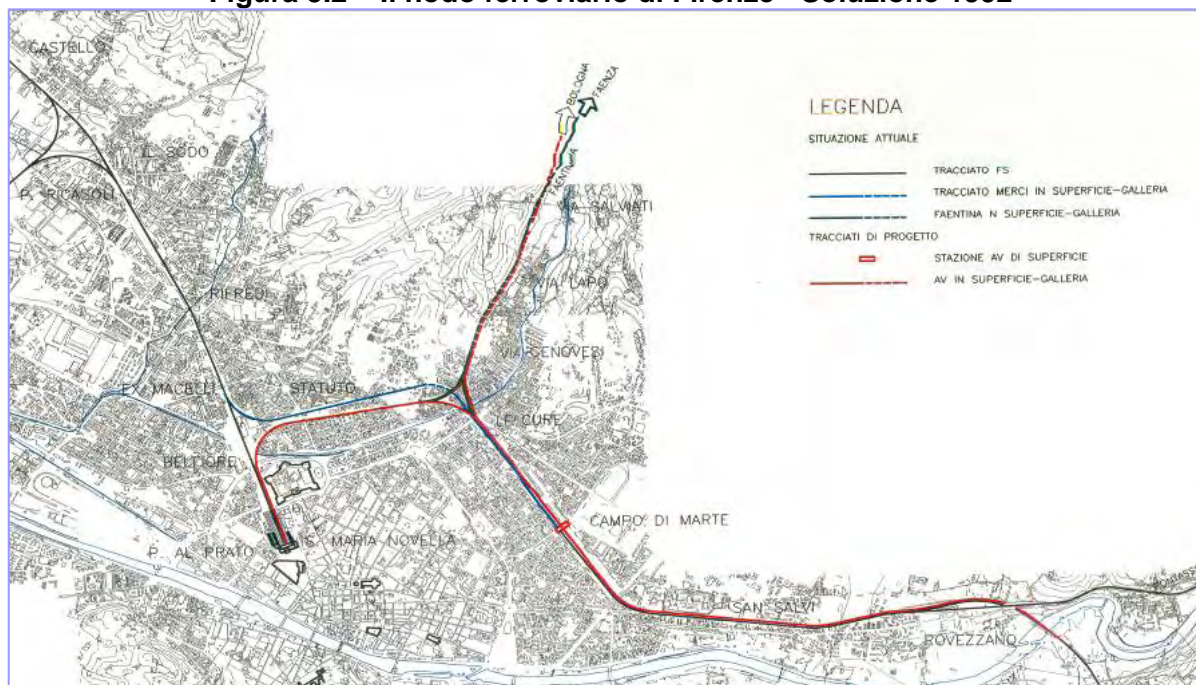 Figura 3.2 – Il nodo ferroviario di Firenze - Soluzione 1992
CASTELLO
BOLOGNA
FAENZA
LEGENDA
SITUAZIONE ATTUALE
TRACCIATO FS
TRACCIATO MERCI IN SUPERFICIE-GALLERIA
FAENTINA N SUPERFICIE-GALLERIA
TRACCIATI DI PROGETTO
STAZIONE AV DI SUPERFICIE
AV IN SUPERFICIE-GALLERIA
IL SODO
P. RICASOLI
FAENTINA
VIA SALVIATI
VIA LAPO
RIFREDI
VIA GENOVEZI
EX MACELLI
STATUTO
LE CURE
BELFIORE
CAMPO DI MARTE
P. AL PRATO
S. MARIA NOVELLA
SAN SALVI
ROVEZZANO